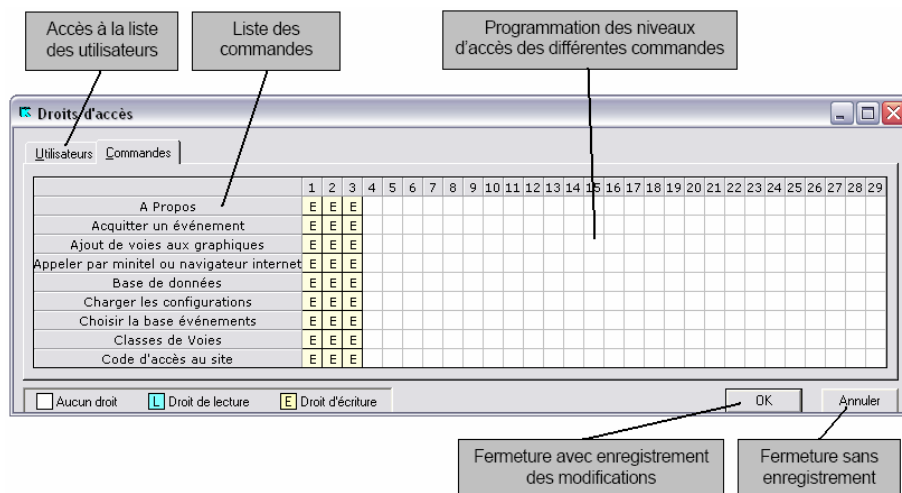 Accès à la liste
des utilisateurs
Liste des
commandes
Programmation des niveaux
d'accès des différentes commandes
Droits d'accès
Utilisateurs Commandes
1 2 3 4 5 6 7 8 9 10 11 12 13 14 15 16 17 18 19 20 21 22 23 24 25 26 27 28 29
A Propos E E E
Acquitter un événement E E E
Ajout de voies aux graphiques E E E
Appeler par minitel ou navigateur internet E E E
Base de données E E E
Charger les configurations E E E
Choisir la base événements E E E
Classes de Voies E E E
Code d'accès au site E E E
Aucun droit L Droit de lecture E Droit d'écriture OK Annuler
Fermeture avec enregistrement
des modifications
Fermeture sans
enregistrement